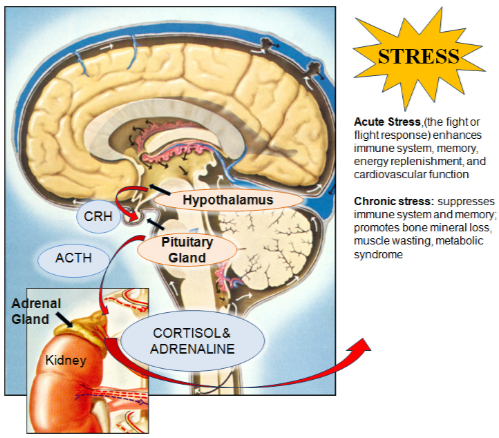 STRESS
Acute Stress,(the fight or
flight response) enhances
immune system, memory,
energy replenishment, and
cardiovascular function
Chronic stress: suppresses
immune system and memory;
promotes bone mineral loss,
muscle wasting, metabolic
syndrome
Hypothalamus
CRH
Pituitary
Gland
ACTH
Adrenal
Gland
CORTISOL&
ADRENALINE
Kidney